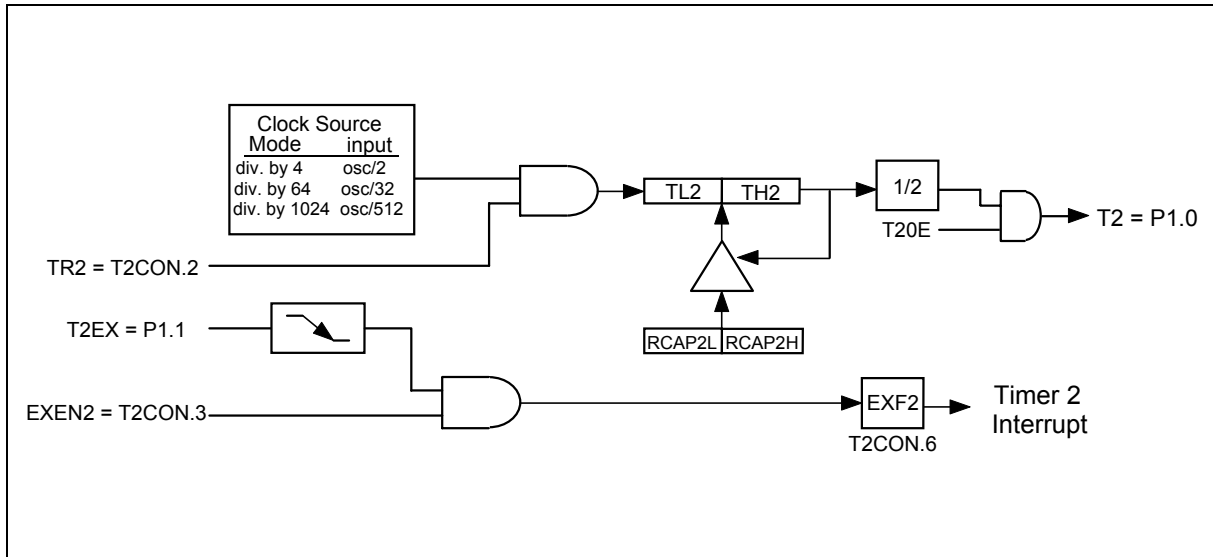 Clock Source
Mode input
div. by 4 osc/2
div. by 64 osc/32
div. by 1024 osc/512
TL2 TH2
1/2
T20E
T2 = P1.0
TR2 = T2CON.2
T2EX = P1.1
RCAP2L RCAP2H
EXEN2 = T2CON.3
EXF2
T2CON.6
Timer 2
Interrupt